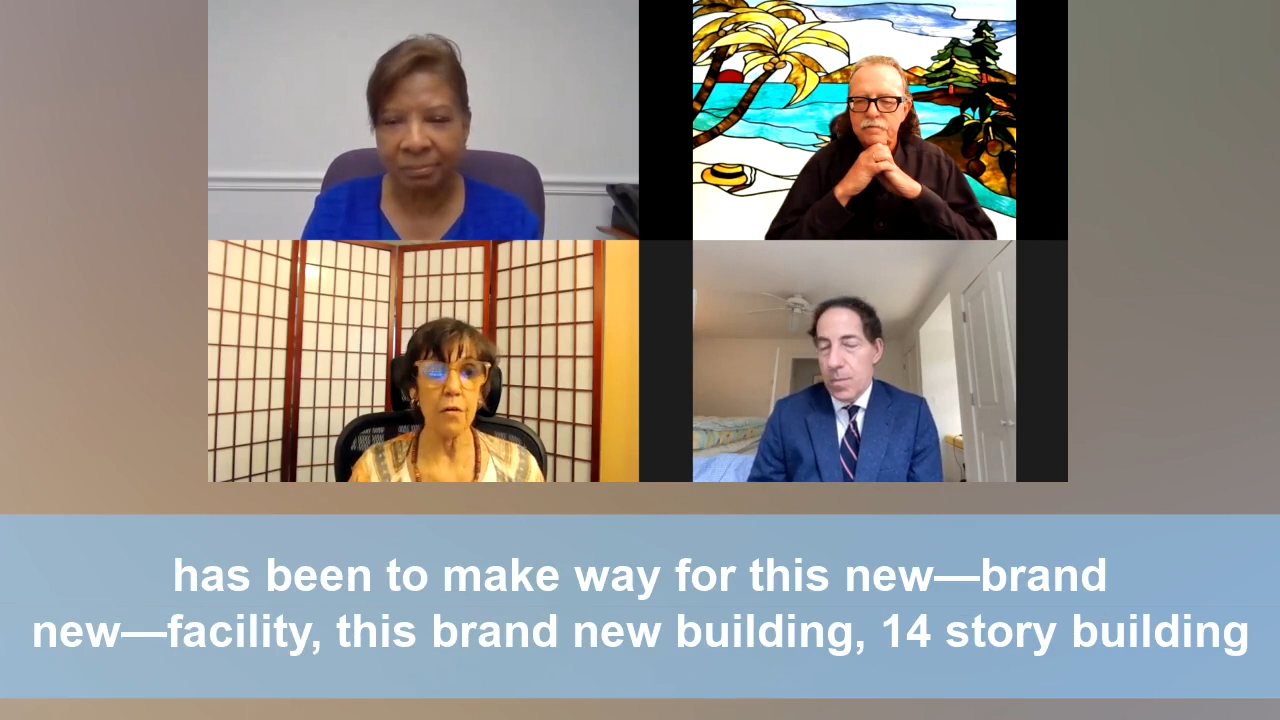 has been to make way for this new—brand
new—facility, this brand new building, 14 story building